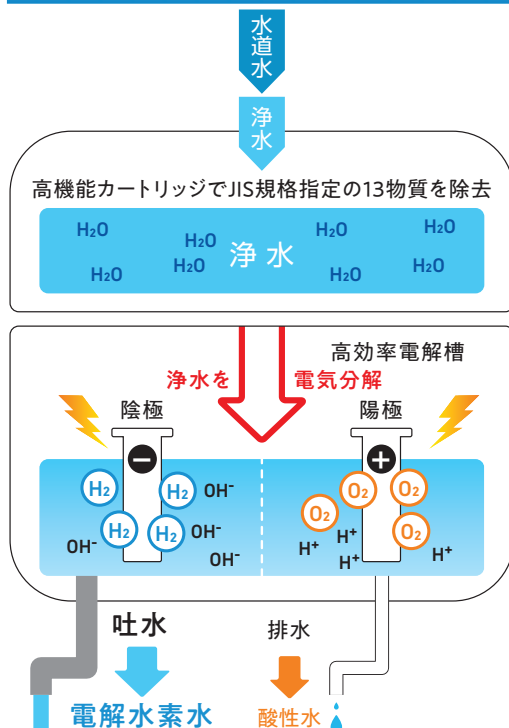 水道水
浄水
高機能カートリッジでJIS規格指定の13物質を除去
H₂O
H₂O
H₂O
H₂O
H₂O
H₂O
H₂O
H₂O
浄水
高効率電解槽
浄水を 電気分解
陰極
陽極
−
+
H₂
H₂
OH⁻
H₂
H₂
OH⁻
OH⁻
OH⁻
O₂
O₂
O₂
O₂
H⁺
H⁺
H⁺
H⁺
吐水
排水
電解水素水
酸性水